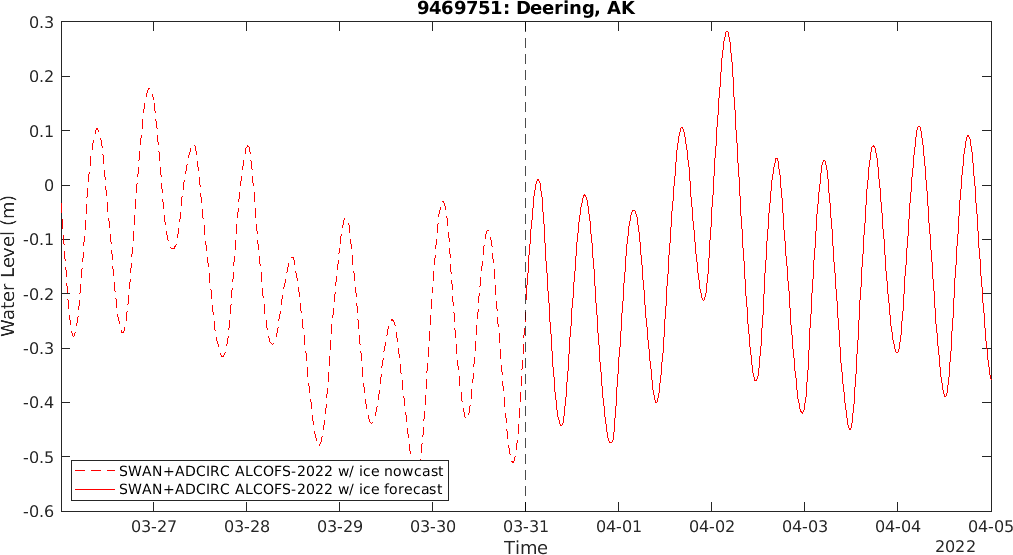 9469751: Deering, AK
0.3
0.2
0.1
0
-0.1
-0.2
-0.3
-0.4
-0.5
-0.6
Water Level (m)
SWAN+ADCIRC ALCOFS-2022 w/ ice nowcast
SWAN+ADCIRC ALCOFS-2022 w/ ice forecast
03-27 03-28 03-29 03-30 03-31 04-01 04-02 04-03 04-04 04-05
Time
2022